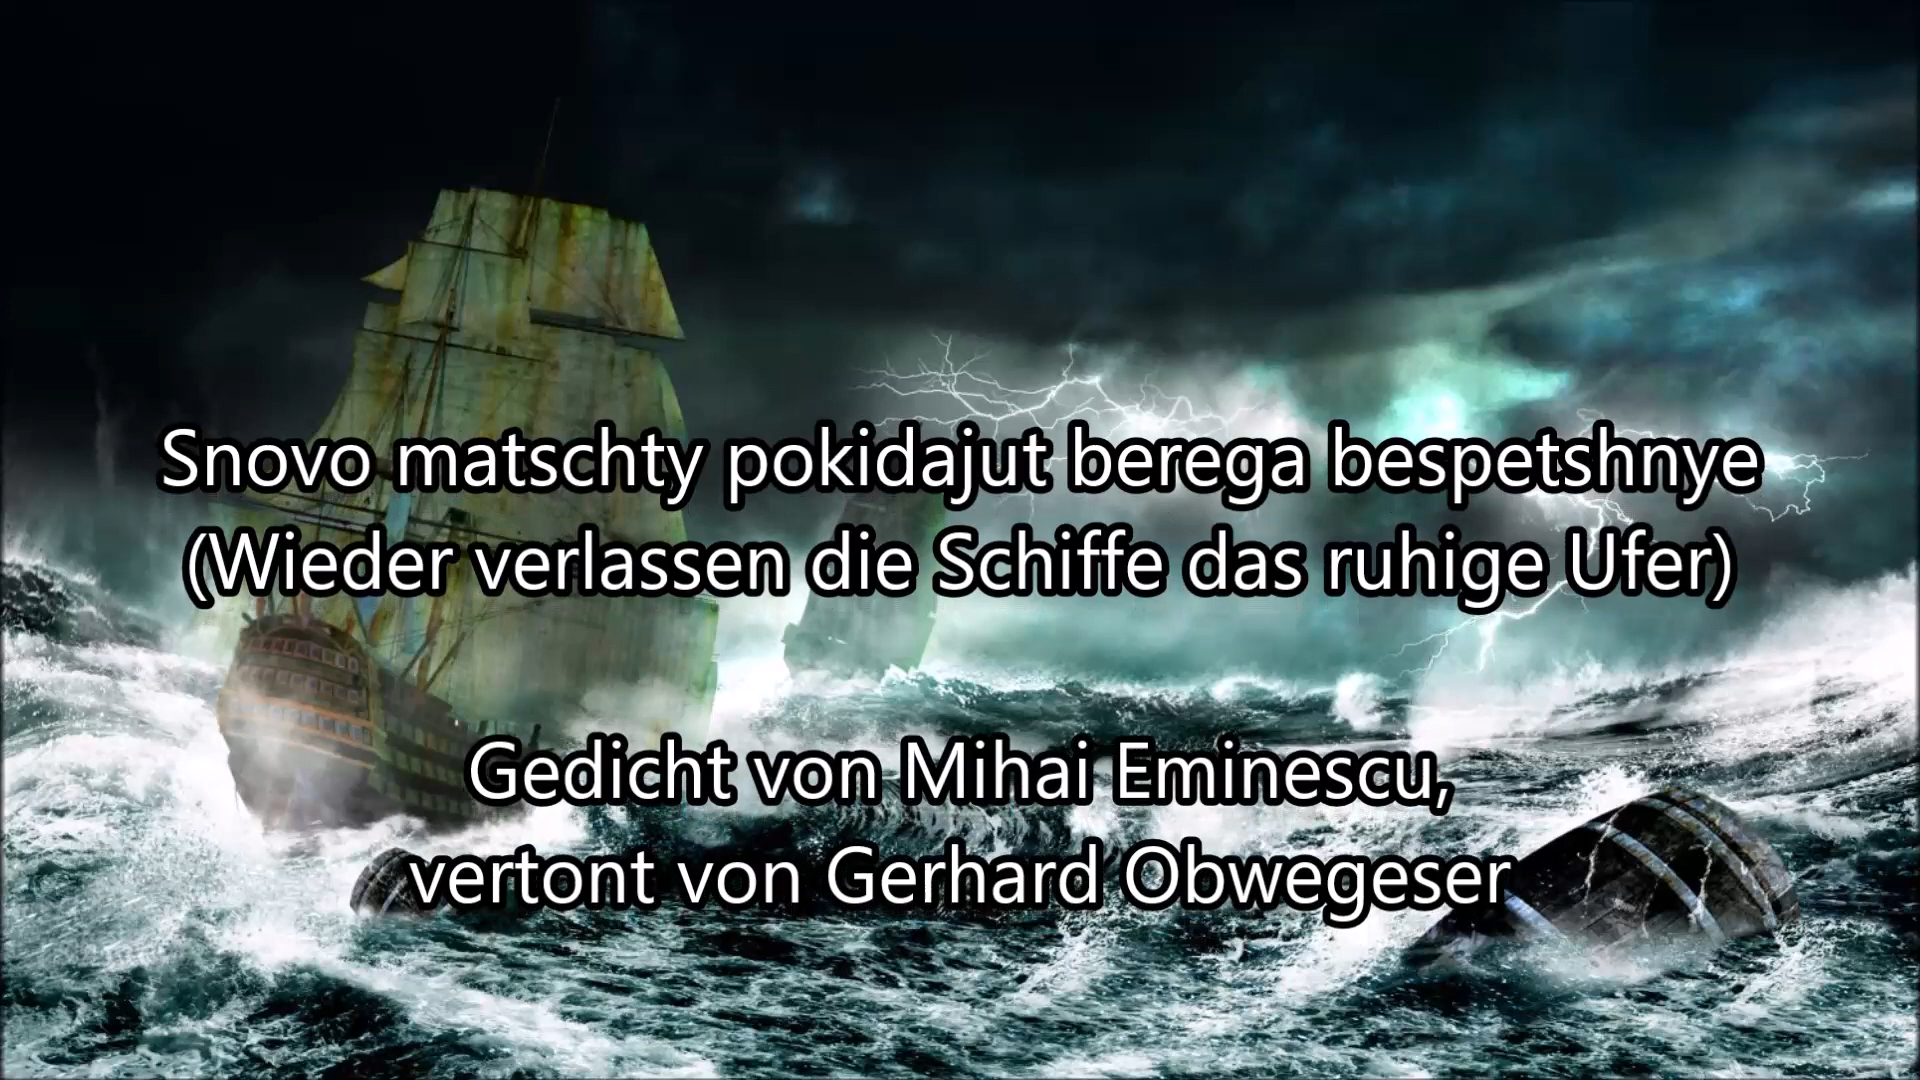 Snovo matschty pokidajut berega bespetshnye
(Wieder verlassen die Schiffe das ruhige Ufer)
Gedicht von Mihai Eminescu,
vertont von Gerhard Obwegeser